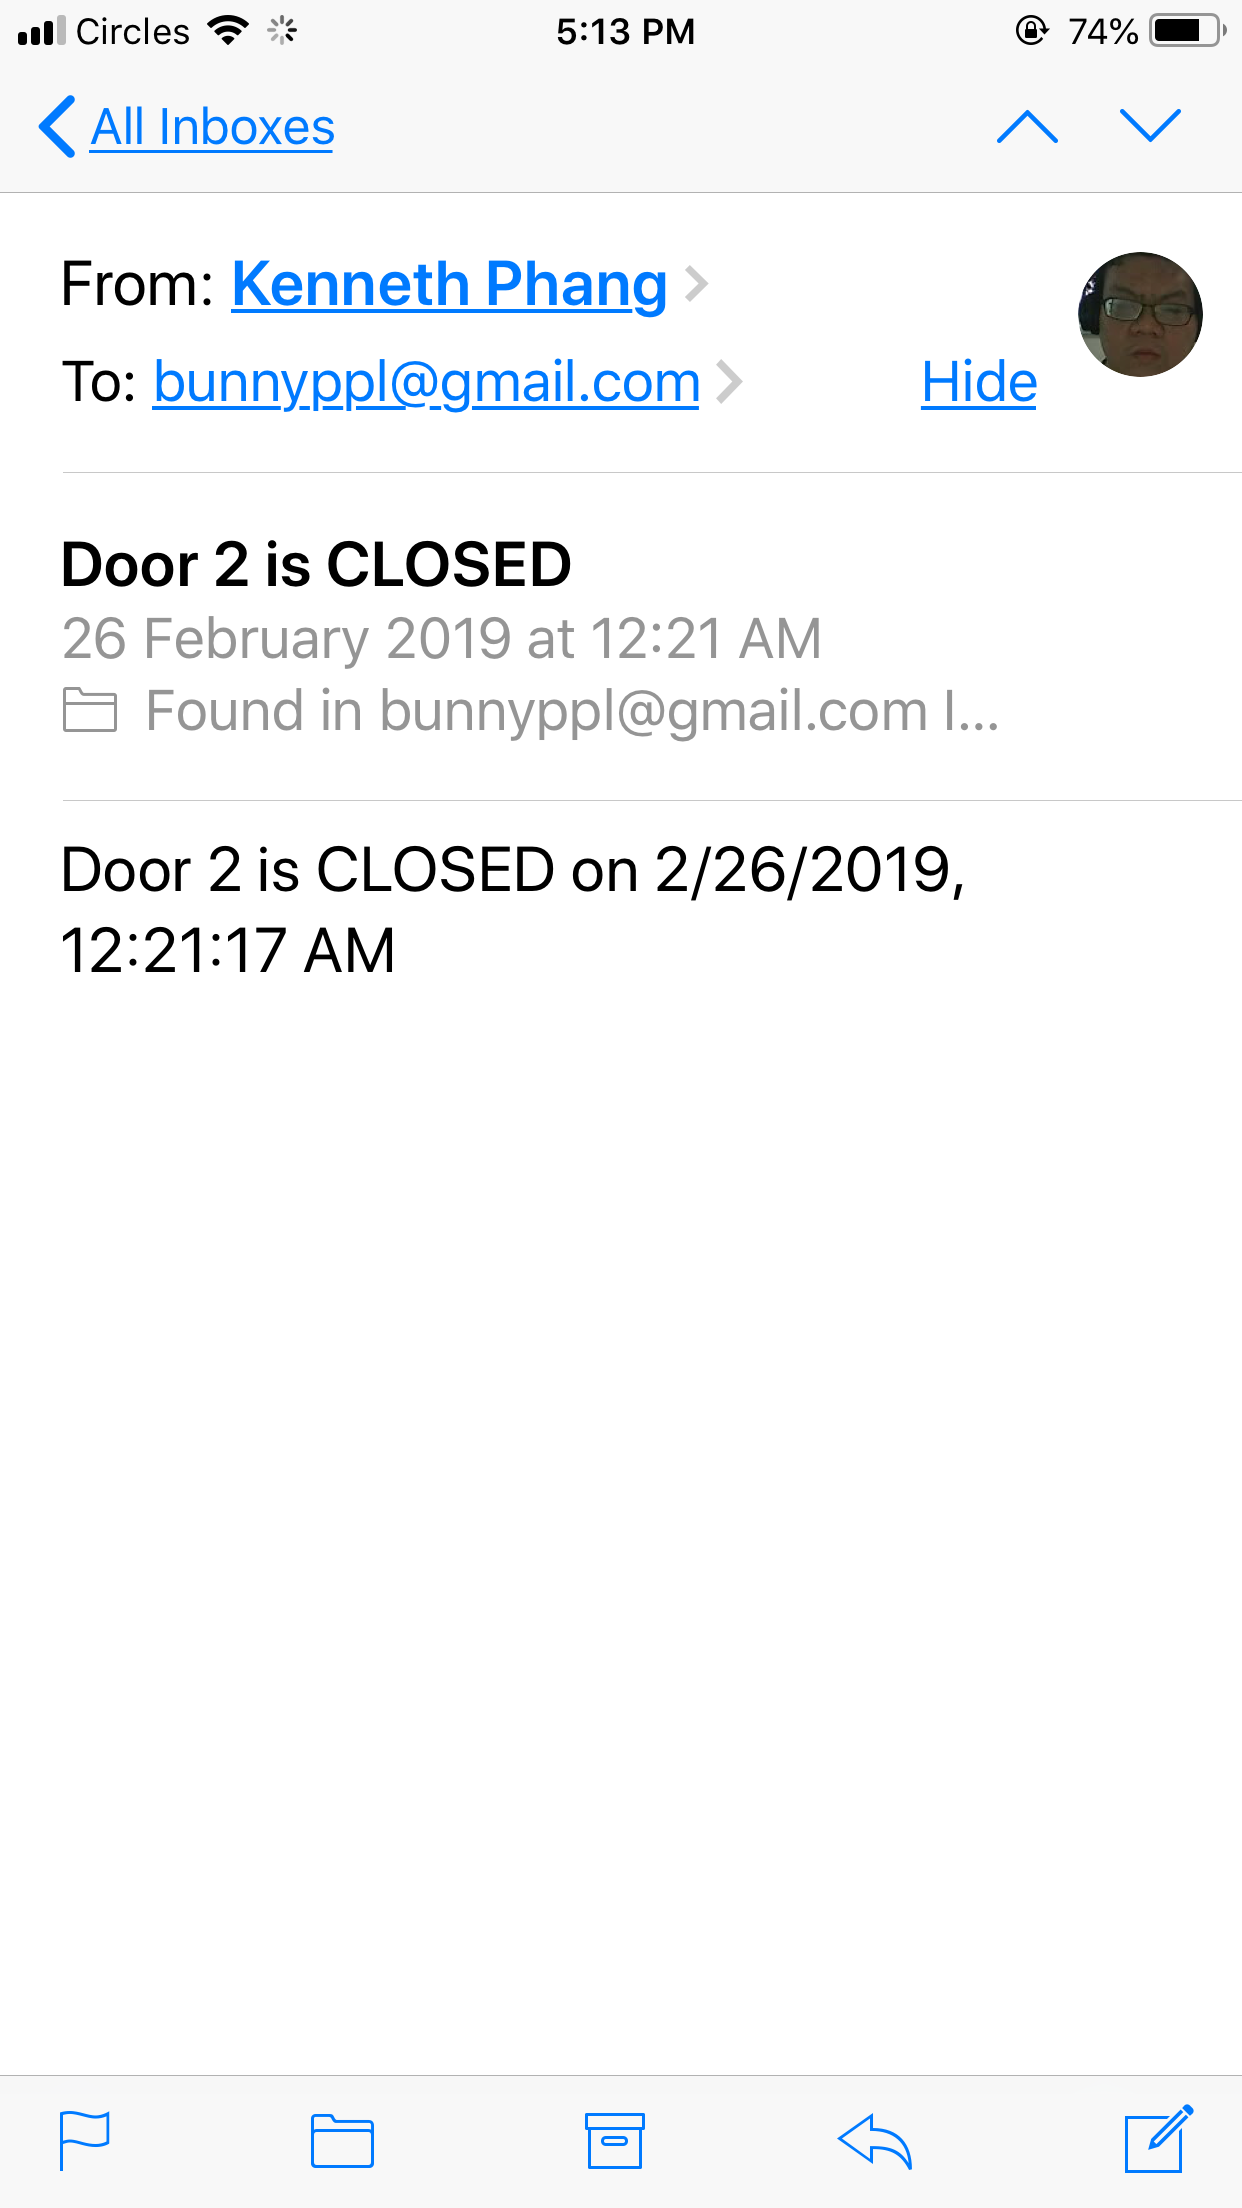 Circles 5:13 PM 74%
All Inboxes
From: Kenneth Phang
To: bunnyppl@gmail.com Hide
Door 2 is CLOSED
26 February 2019 at 12:21 AM
Found in bunnyppl@gmail.com I...
Door 2 is CLOSED on 2/26/2019,
12:21:17 AM